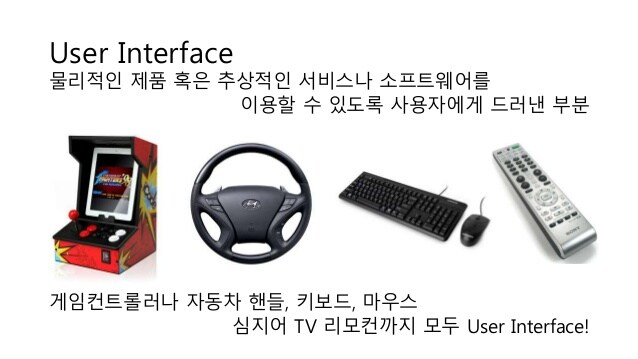 User Interface
물리적인 제품 혹은 추상적인 서비스나 소프트웨어를
이용할 수 있도록 사용자에게 드러낸 부분
SONY
게임컨트롤러나 자동차 핸들, 키보드, 마우스
심지어 TV 리모컨까지 모두 User Interface!